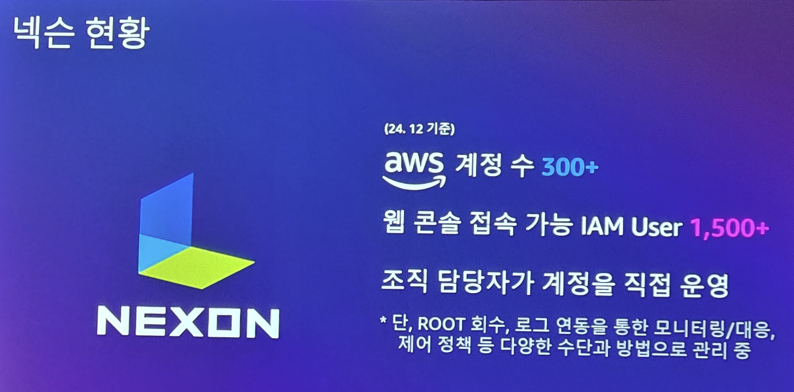 넥슨 현황
(24. 12 기준)
aws 계정 수 300+
웹 콘솔 접속 가능 IAM User 1,500+
조직 담당자가 계정을 직접 운영
* 단, ROOT 회수, 로그 연동을 통한 모니터링/대응,
제어 정책 등 다양한 수단과 방법으로 관리 중
NEXON